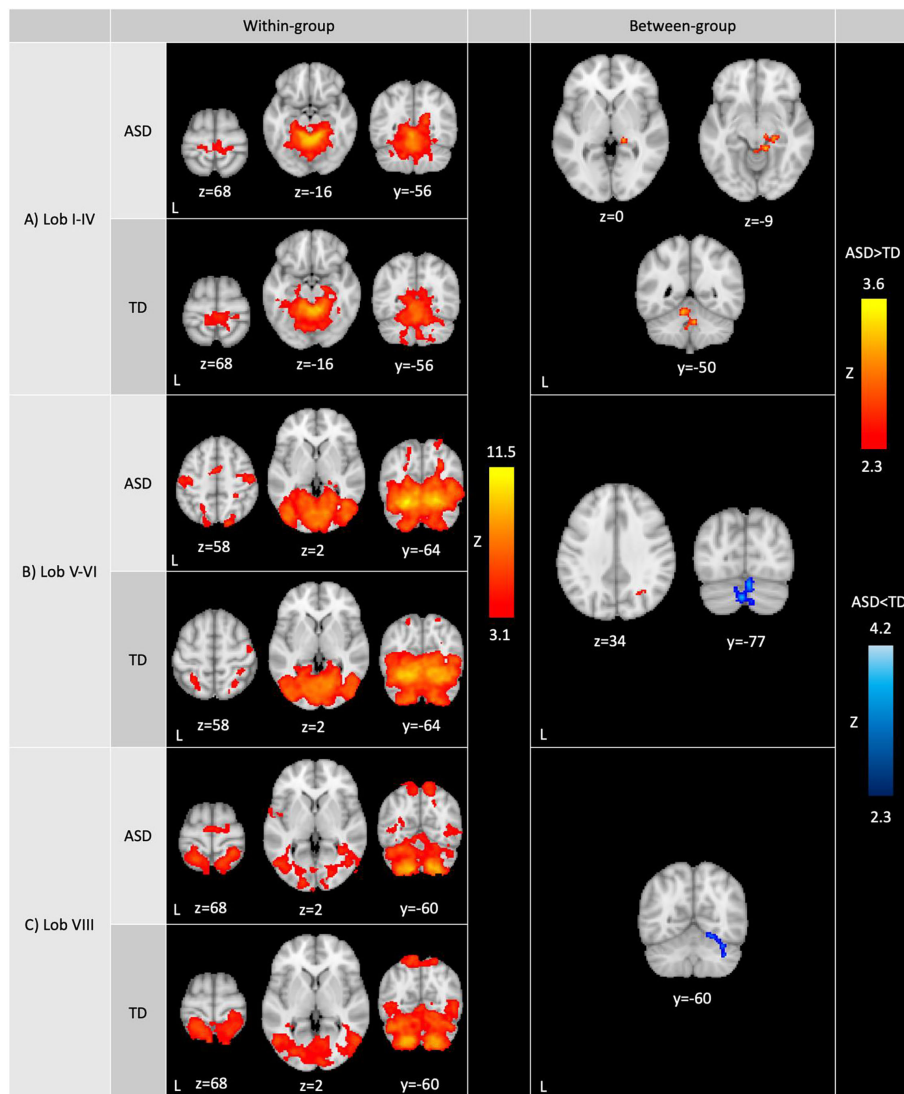 Within-group
Between-group
A) Lob I-IV
ASD
z=68
z=-16
y=-56
L
TD
z=68
z=-16
y=-56
L
z=0
z=-9
y=-50
L
B) Lob V-VI
ASD
z=58
z=2
y=-64
L
TD
z=58
z=2
y=-64
L
z=34
y=-77
L
C) Lob VIII
ASD
z=68
z=2
y=-60
L
TD
z=68
z=2
y=-60
L
y=-60
L
11.5
Z
3.1
ASD>TD
3.6
Z
2.3
ASD<TD
4.2
Z
2.3